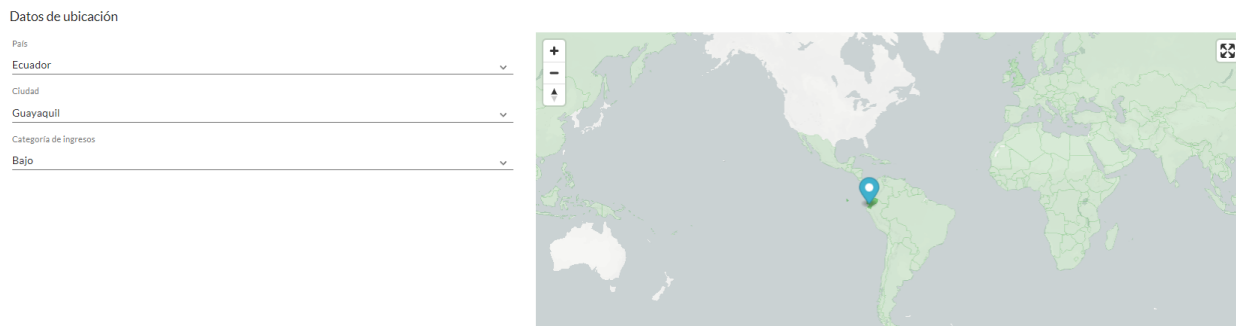 Datos de ubicación
País
Ecuador
Ciudad
Guayaquil
Categoría de ingresos
Bajo